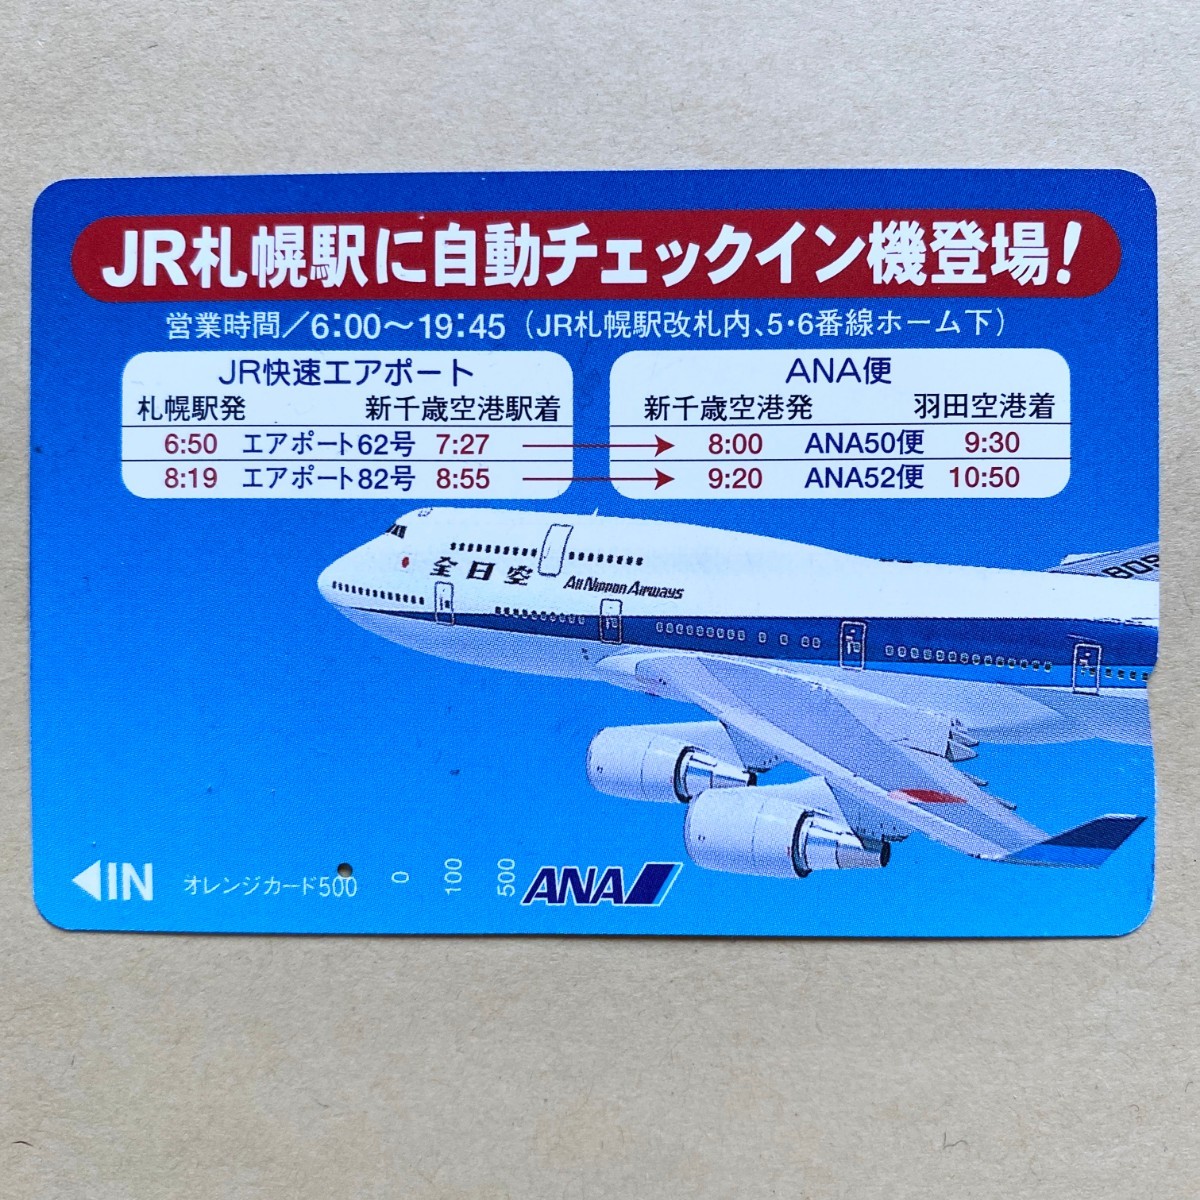 JR札幌駅に自動チェックイン機登場!
営業時間/6:00〜19:45（JR札幌駅改札内、5・6番線ホーム下）
JR快速エアポート
札幌駅発 新千歳空港駅着
6:50 エアポート62号 7:27
8:19 エアポート82号 8:55
ANA便
新千歳空港発 羽田空港着
8:00 ANA50便 9:30
9:20 ANA52便 10:50
全日空
All Nippon Airways
◀IN オレンジカード500 0 100 500 ANA